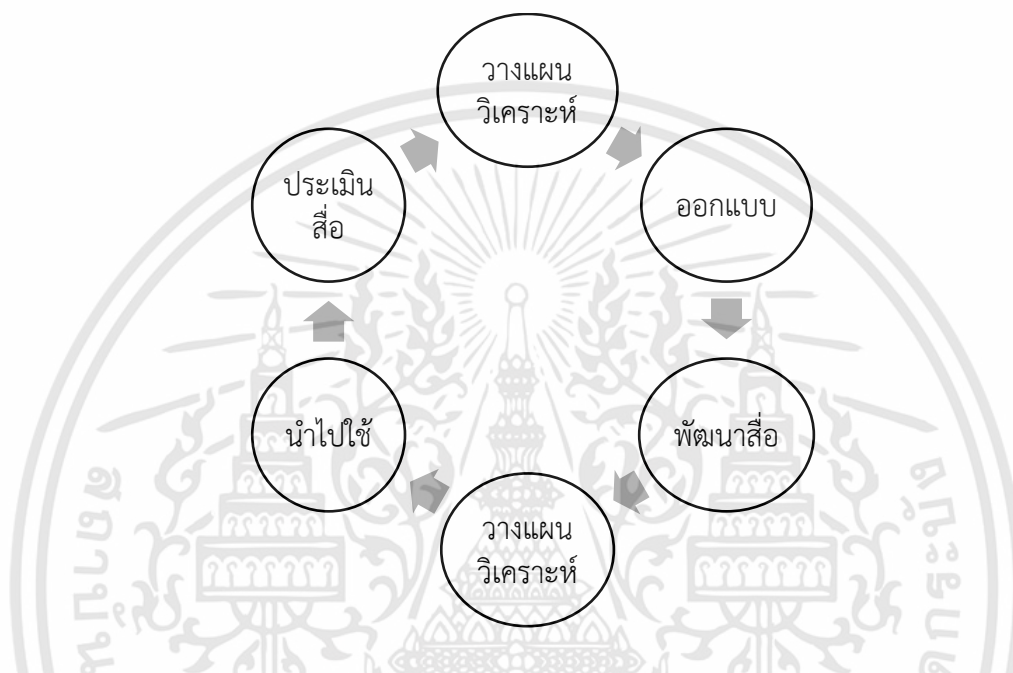 วางแผน
วิเคราะห์
ออกแบบ
พัฒนาสื่อ
วางแผน
วิเคราะห์
นำไปใช้
ประเมิน
สื่อ